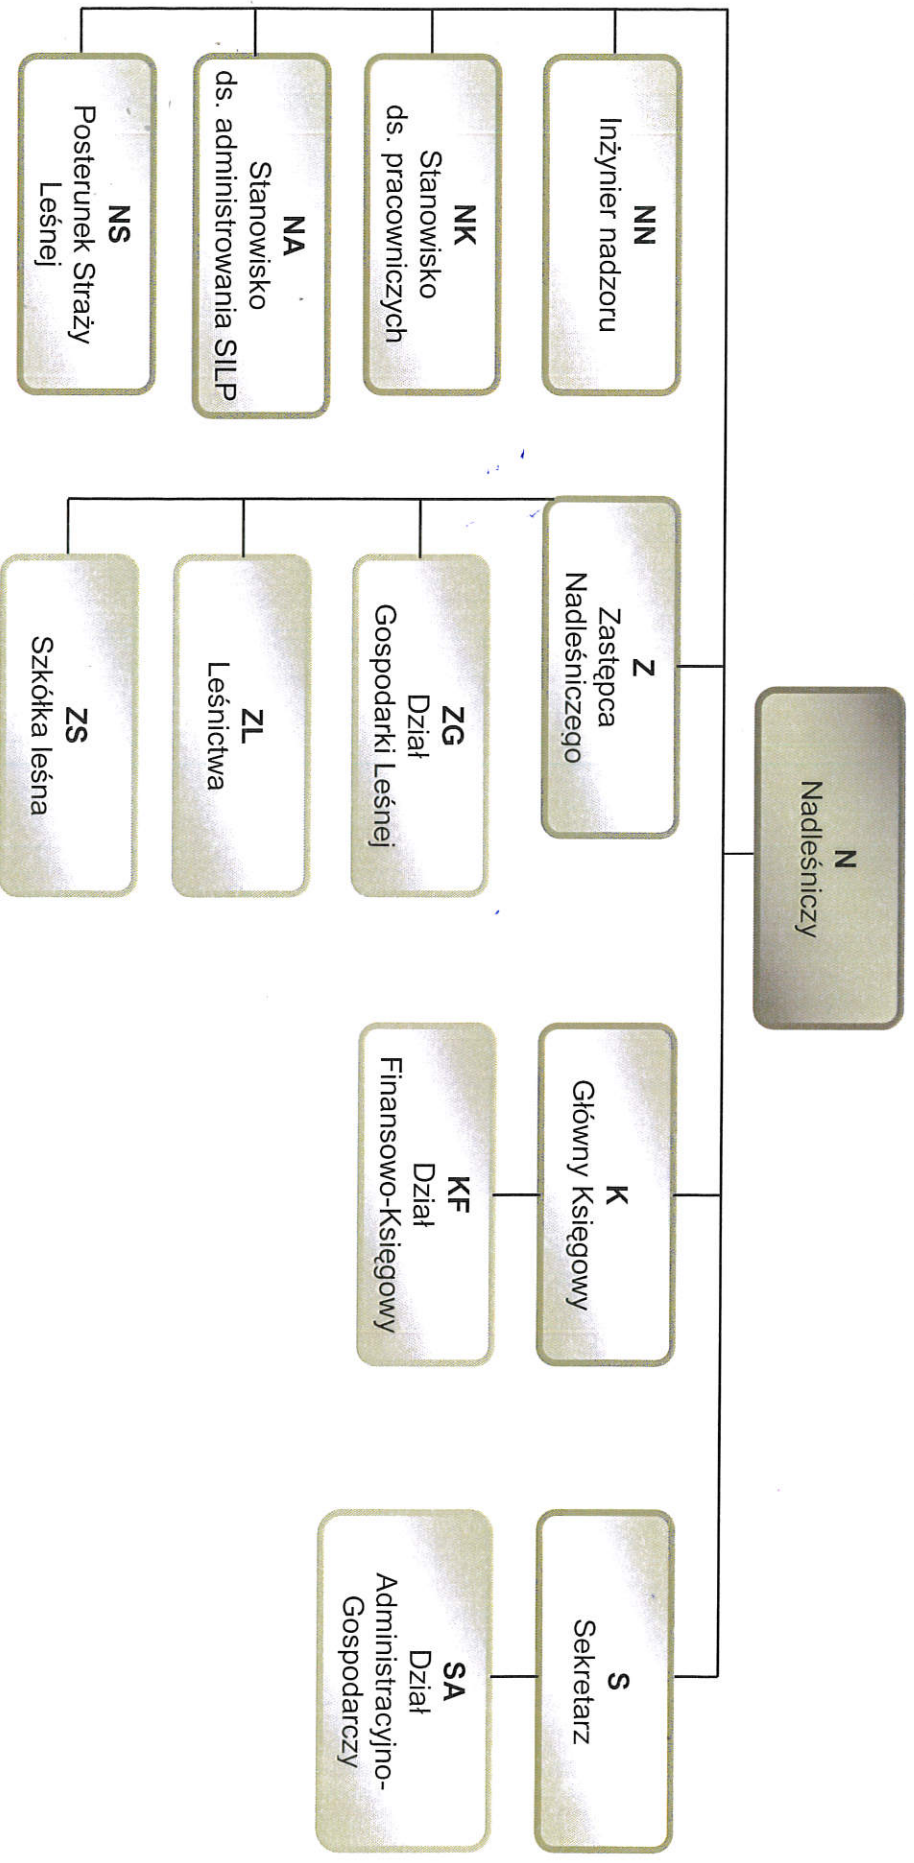 N
Nadleśniczy
NN
Inżynier nadzoru
NK
Stanowisko
ds. pracowniczych
NA
Stanowisko
ds. administrowania SILP
NS
Posterunek Straży
Leśnej
Z
Zastępca
Nadleśniczego
ZG
Dział
Gospodarki Leśnej
ZL
Leśnictwa
ZS
Szkółka leśna
K
Główny Księgowy
KF
Dział
Finansowo-Księgowy
S
Sekretarz
SA
Dział
Administracyjno-
Gospodarczy